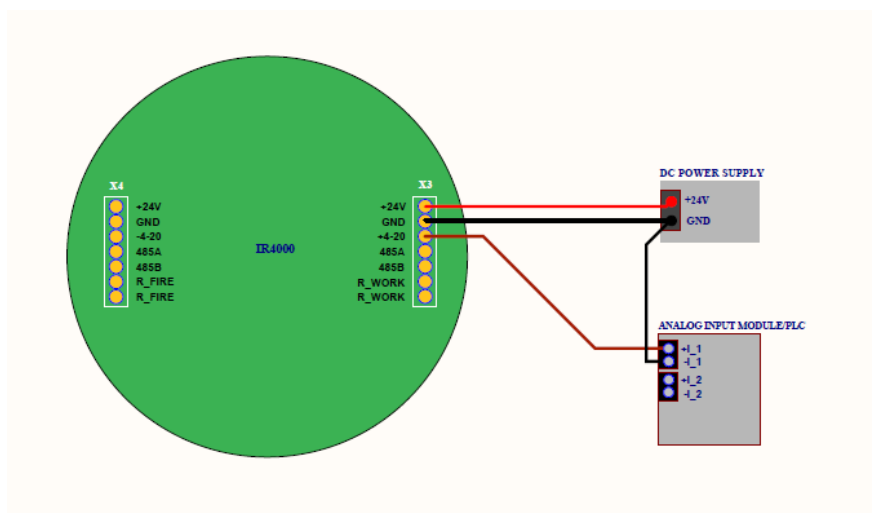 X4
+24V
GND
-4-20
485A
485B
R_FIRE
R_FIRE
IR4000
X3
+24V
GND
+4-20
485A
485B
R_WORK
R_WORK
DC POWER SUPPLY
+24V
GND
ANALOG INPUT MODULE/PLC
+I_1
-I_1
+I_2
-I_2